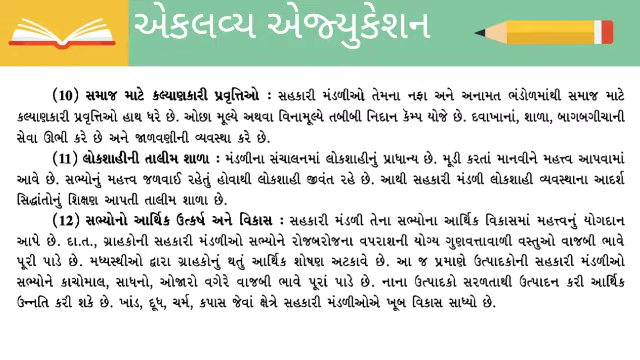 એકલવ્ય એજ્યુકેશન
(10) સમાજ માટે કલ્યાણકારી પ્રવૃત્તિઓ : સહકારી મંડળીઓ તેમના નફા અને અનામત ભંડોળમાંથી સમાજ માટે
કલ્યાણકારી પ્રવૃત્તિઓ હાથ ધરે છે. ઓછા મૂલ્યે અથવા વિનામૂલ્યે તબીબી નિદાન કૅમ્પ યોજે છે. દવાખાનાં, શાળા, બાગબગીચાની
સેવા ઊભી કરે છે અને જાળવણીની વ્યવસ્થા કરે છે.
(11) લોકશાહીની તાલીમ શાળા : મંડળીના સંચાલનમાં લોકશાહીનું પ્રાધાન્ય છે. મૂડી કરતાં માનવીને મહત્ત્વ આપવામાં
આવે છે. સભ્યોનું મહત્ત્વ જળવાઈ રહેતું હોવાથી લોકશાહી જીવંત રહે છે. આથી સહકારી મંડળી લોકશાહી વ્યવસ્થાના આદર્શ
સિદ્ધાંતોનું શિક્ષણ આપતી તાલીમ શાળા છે.
(12) સભ્યોનો આર્થિક ઉત્કર્ષ અને વિકાસ : સહકારી મંડળી તેના સભ્યોના આર્થિક વિકાસમાં મહત્ત્વનું યોગદાન
આપે છે. દા.ત., ગ્રાહકોની સહકારી મંડળીઓ સભ્યોને રોજબરોજના વપરાશની યોગ્ય ગુણવત્તાવાળી વસ્તુઓ વાજબી ભાવે
પૂરી પાડે છે. મધ્યસ્થીઓ દ્વારા ગ્રાહકોનું થતું આર્થિક શોષણ અટકાવે છે. આ જ પ્રમાણે ઉત્પાદકોની સહકારી મંડળીઓ
સભ્યોને કાચોમાલ, સાધનો, ઓજારો વગેરે વાજબી ભાવે પૂરાં પાડે છે. નાના ઉત્પાદકો સરળતાથી ઉત્પાદન કરી આર્થિક
ઉન્નતિ કરી શકે છે. ખાંડ, દૂધ, ચર્મ, કપાસ જેવાં ક્ષેત્રે સહકારી મંડળીઓએ ખૂબ વિકાસ સાધ્યો છે.